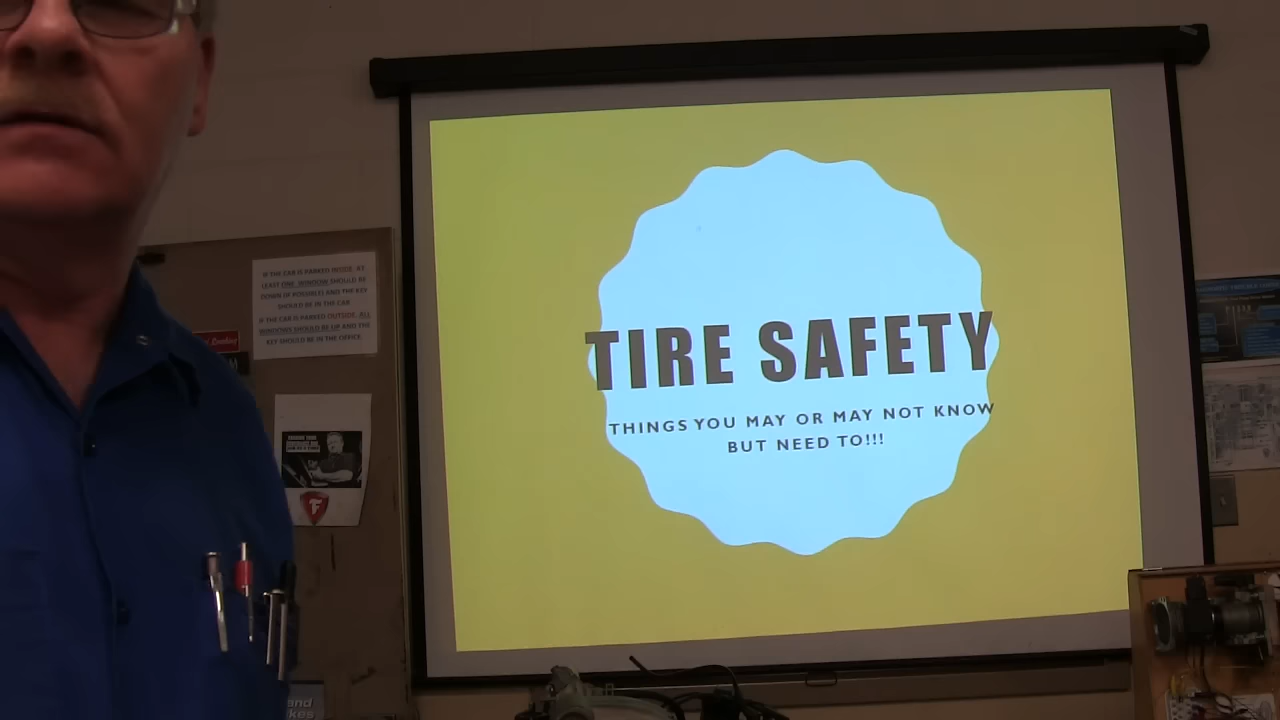 TIRE SAFETY
THINGS YOU MAY OR MAY NOT KNOW
BUT NEED TO!!!
IF THE CAR IS PARKED INSIDE, AT
LEAST ONE WINDOW SHOULD BE
DOWN (IF POSSIBLE) AND THE KEY
SHOULD BE IN THE CAR
IF THE CAR IS PARKED OUTSIDE, ALL
WINDOWS SHOULD BE UP AND THE
KEY SHOULD BE IN THE OFFICE.
F
and